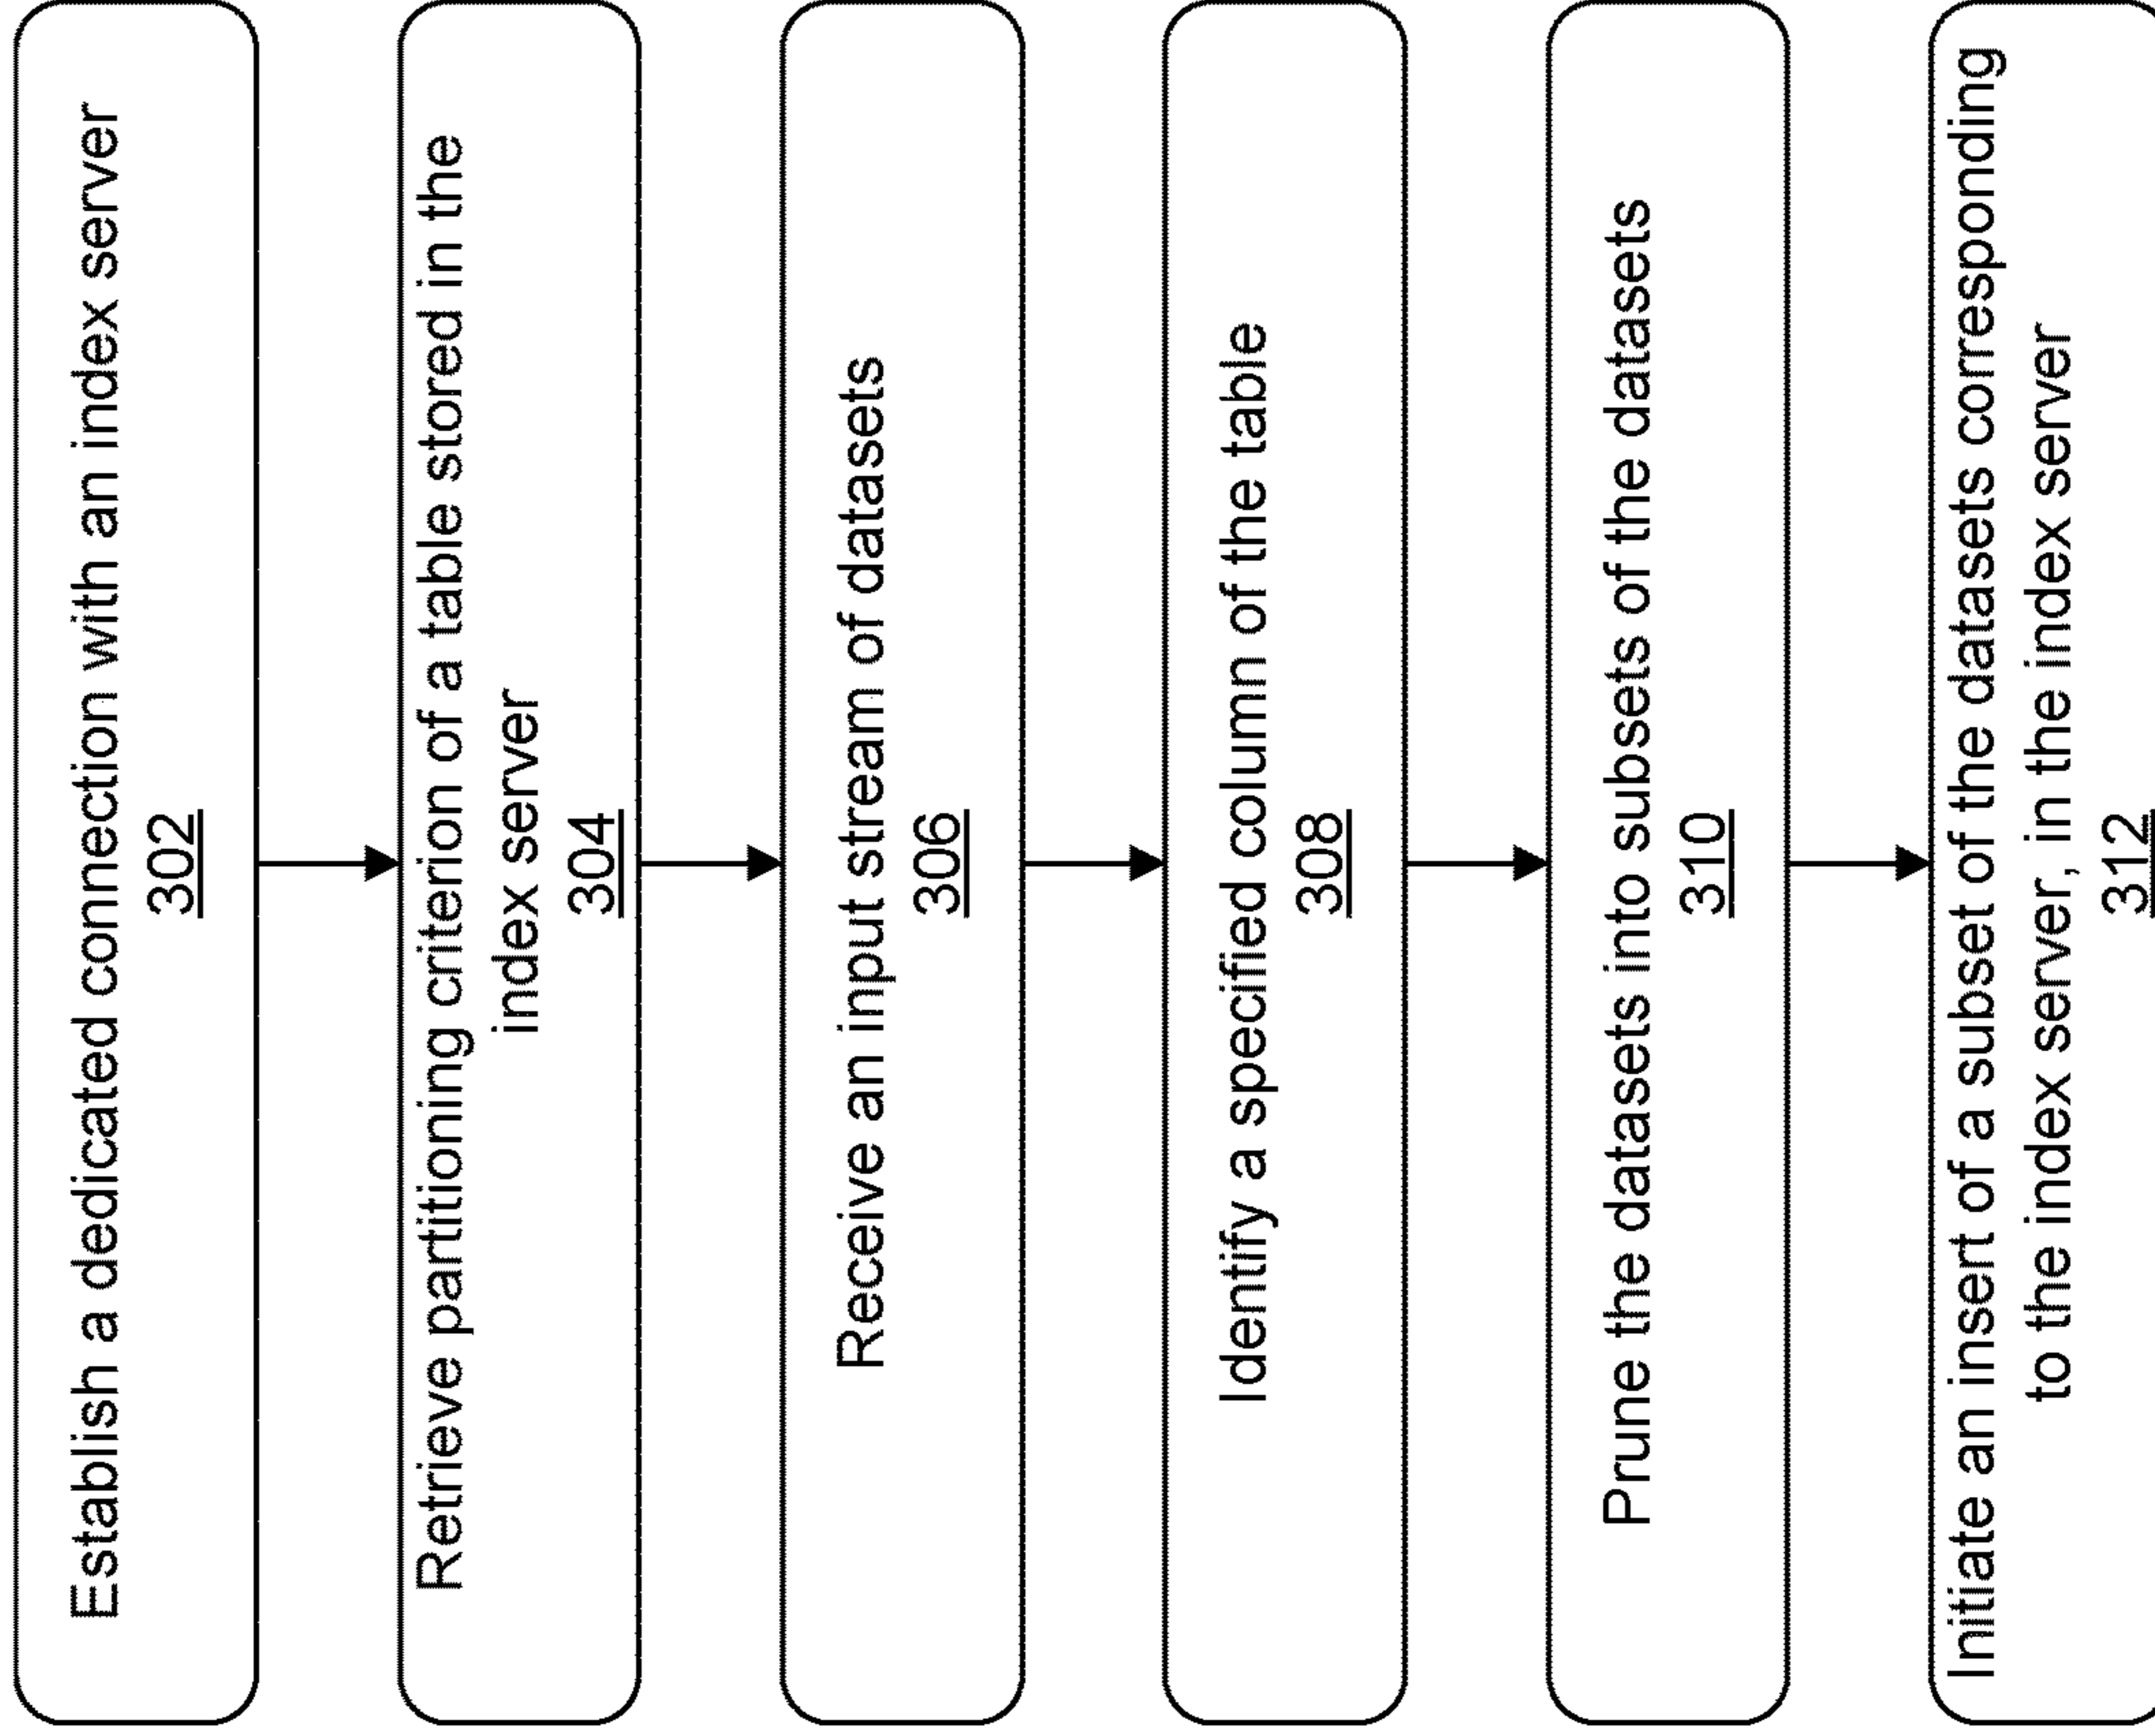 Establish a dedicated connection with an index server
302
Retrieve partitioning criterion of a table stored in the
index server
304
Receive an input stream of datasets
306
Identify a specified column of the table
308
Prune the datasets into subsets of the datasets
310
Initiate an insert of a subset of the datasets corresponding
to the index server, in the index server
312